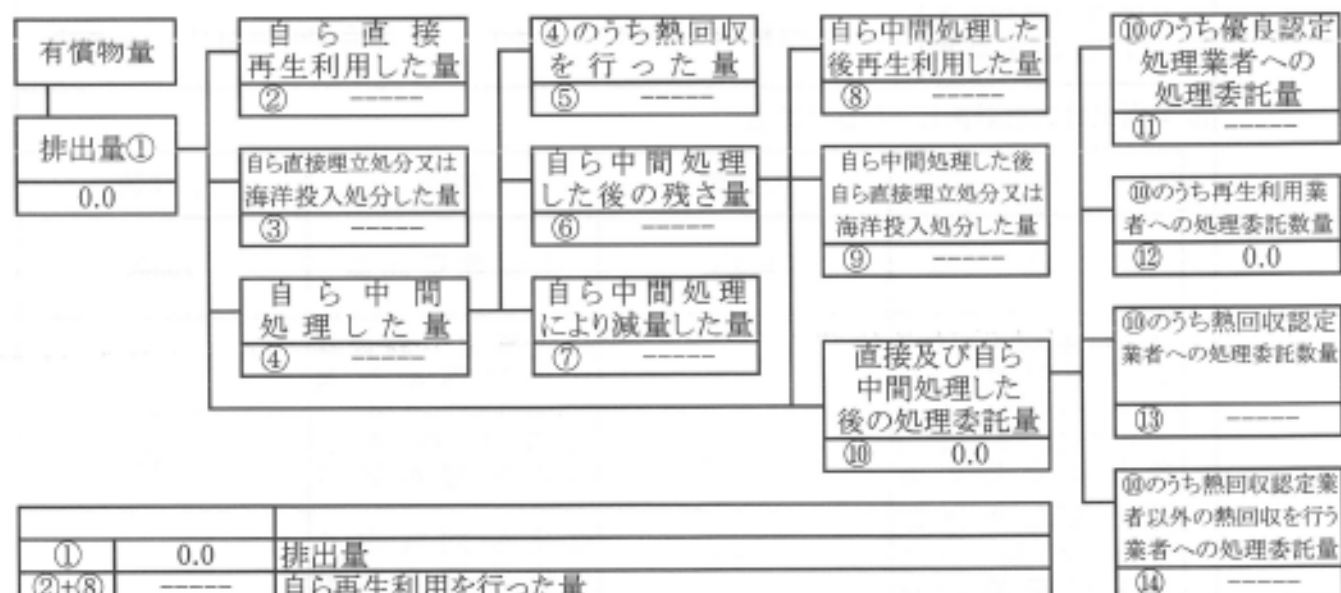 有償物量
排出量①
0.0
自ら直接
再生利用した量
② -----
自ら直接埋立処分又は
海洋投入処分した量
③ -----
自ら中間
処理した量
④ -----
④のうち熱回収
を行った量
⑤ -----
自ら中間処理
した後の残さ量
⑥ -----
自ら中間処理
により減量した量
⑦ -----
自ら中間処理した
後再生利用した量
⑧ -----
自ら中間処理した後
自ら直接埋立処分又は
海洋投入処分した量
⑨ -----
直接及び自ら
中間処理した
後の処理委託量
⑩ 0.0
⑩のうち優良認定
処理業者への
処理委託量
⑪ -----
⑩のうち再生利用業
者への処理委託数量
⑫ 0.0
⑩のうち熱回収認定
業者への処理委託数量
⑬ -----
⑩のうち熱回収認定業
者以外の熱回収を行う
業者への処理委託量
⑭ -----
① 0.0 排出量
②+⑧ ----- 自ら再生利用を行った量